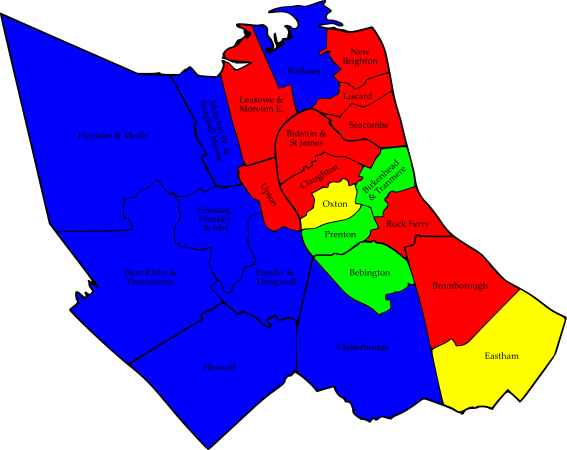 New
Brighton
Wallasey
Liscard
Leasowe &
Moreton E.
Seacombe
Hoylake & Meols
Moreton W. &
Saughall Massie
Bidston &
St James
Claughton
Birkenhead
& Tranmere
Upton
Oxton
Greasby,
Frankby
& Irby
Rock Ferry
Prenton
West Kirby &
Thurstaston
Pensby &
Thingwall
Bebington
Bromborough
Clatterbridge
Eastham
Heswall